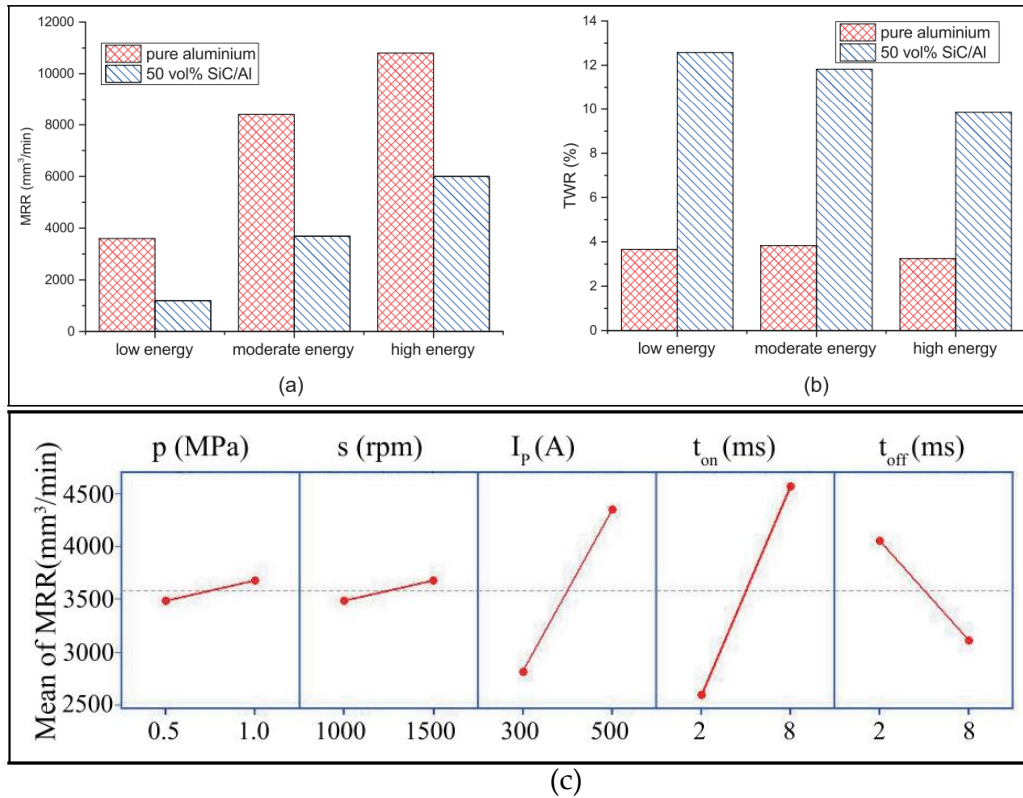 12000
10000
8000
6000
4000
2000
0
MRR (mm³/min)
pure aluminium
50 vol% SiC/Al
low energy moderate energy high energy
(a)
14
12
10
8
6
4
2
0
TWR (%)
pure aluminium
50 vol% SiC/Al
low energy moderate energy high energy
(b)
p (MPa) s (rpm) I_P (A) t_on (ms) t_off (ms)
Mean of MRR(mm³/min)
4500
4000
3500
3000
2500
0.5 1.0 1000 1500 300 500 2 8 2 8
(c)